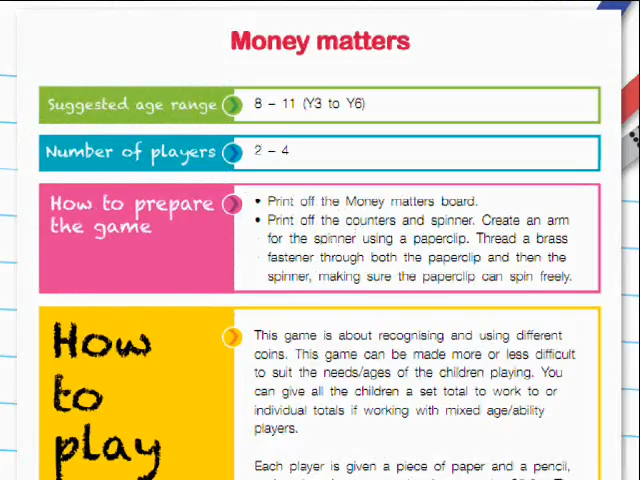 Money matters
Suggested age range
8 – 11 (Y3 to Y6)
Number of players
2 – 4
How to prepare
the game
• Print off the Money matters board.
• Print off the counters and spinner. Create an arm
for the spinner using a paperclip. Thread a brass
fastener through both the paperclip and then the
spinner, making sure the paperclip can spin freely.
How
to
play
This game is about recognising and using different
coins. This game can be made more or less difficult
to suit the needs/ages of the children playing. You
can give all the children a set total to work to or
individual totals if working with mixed age/ability
players.
Each player is given a piece of paper and a pencil,